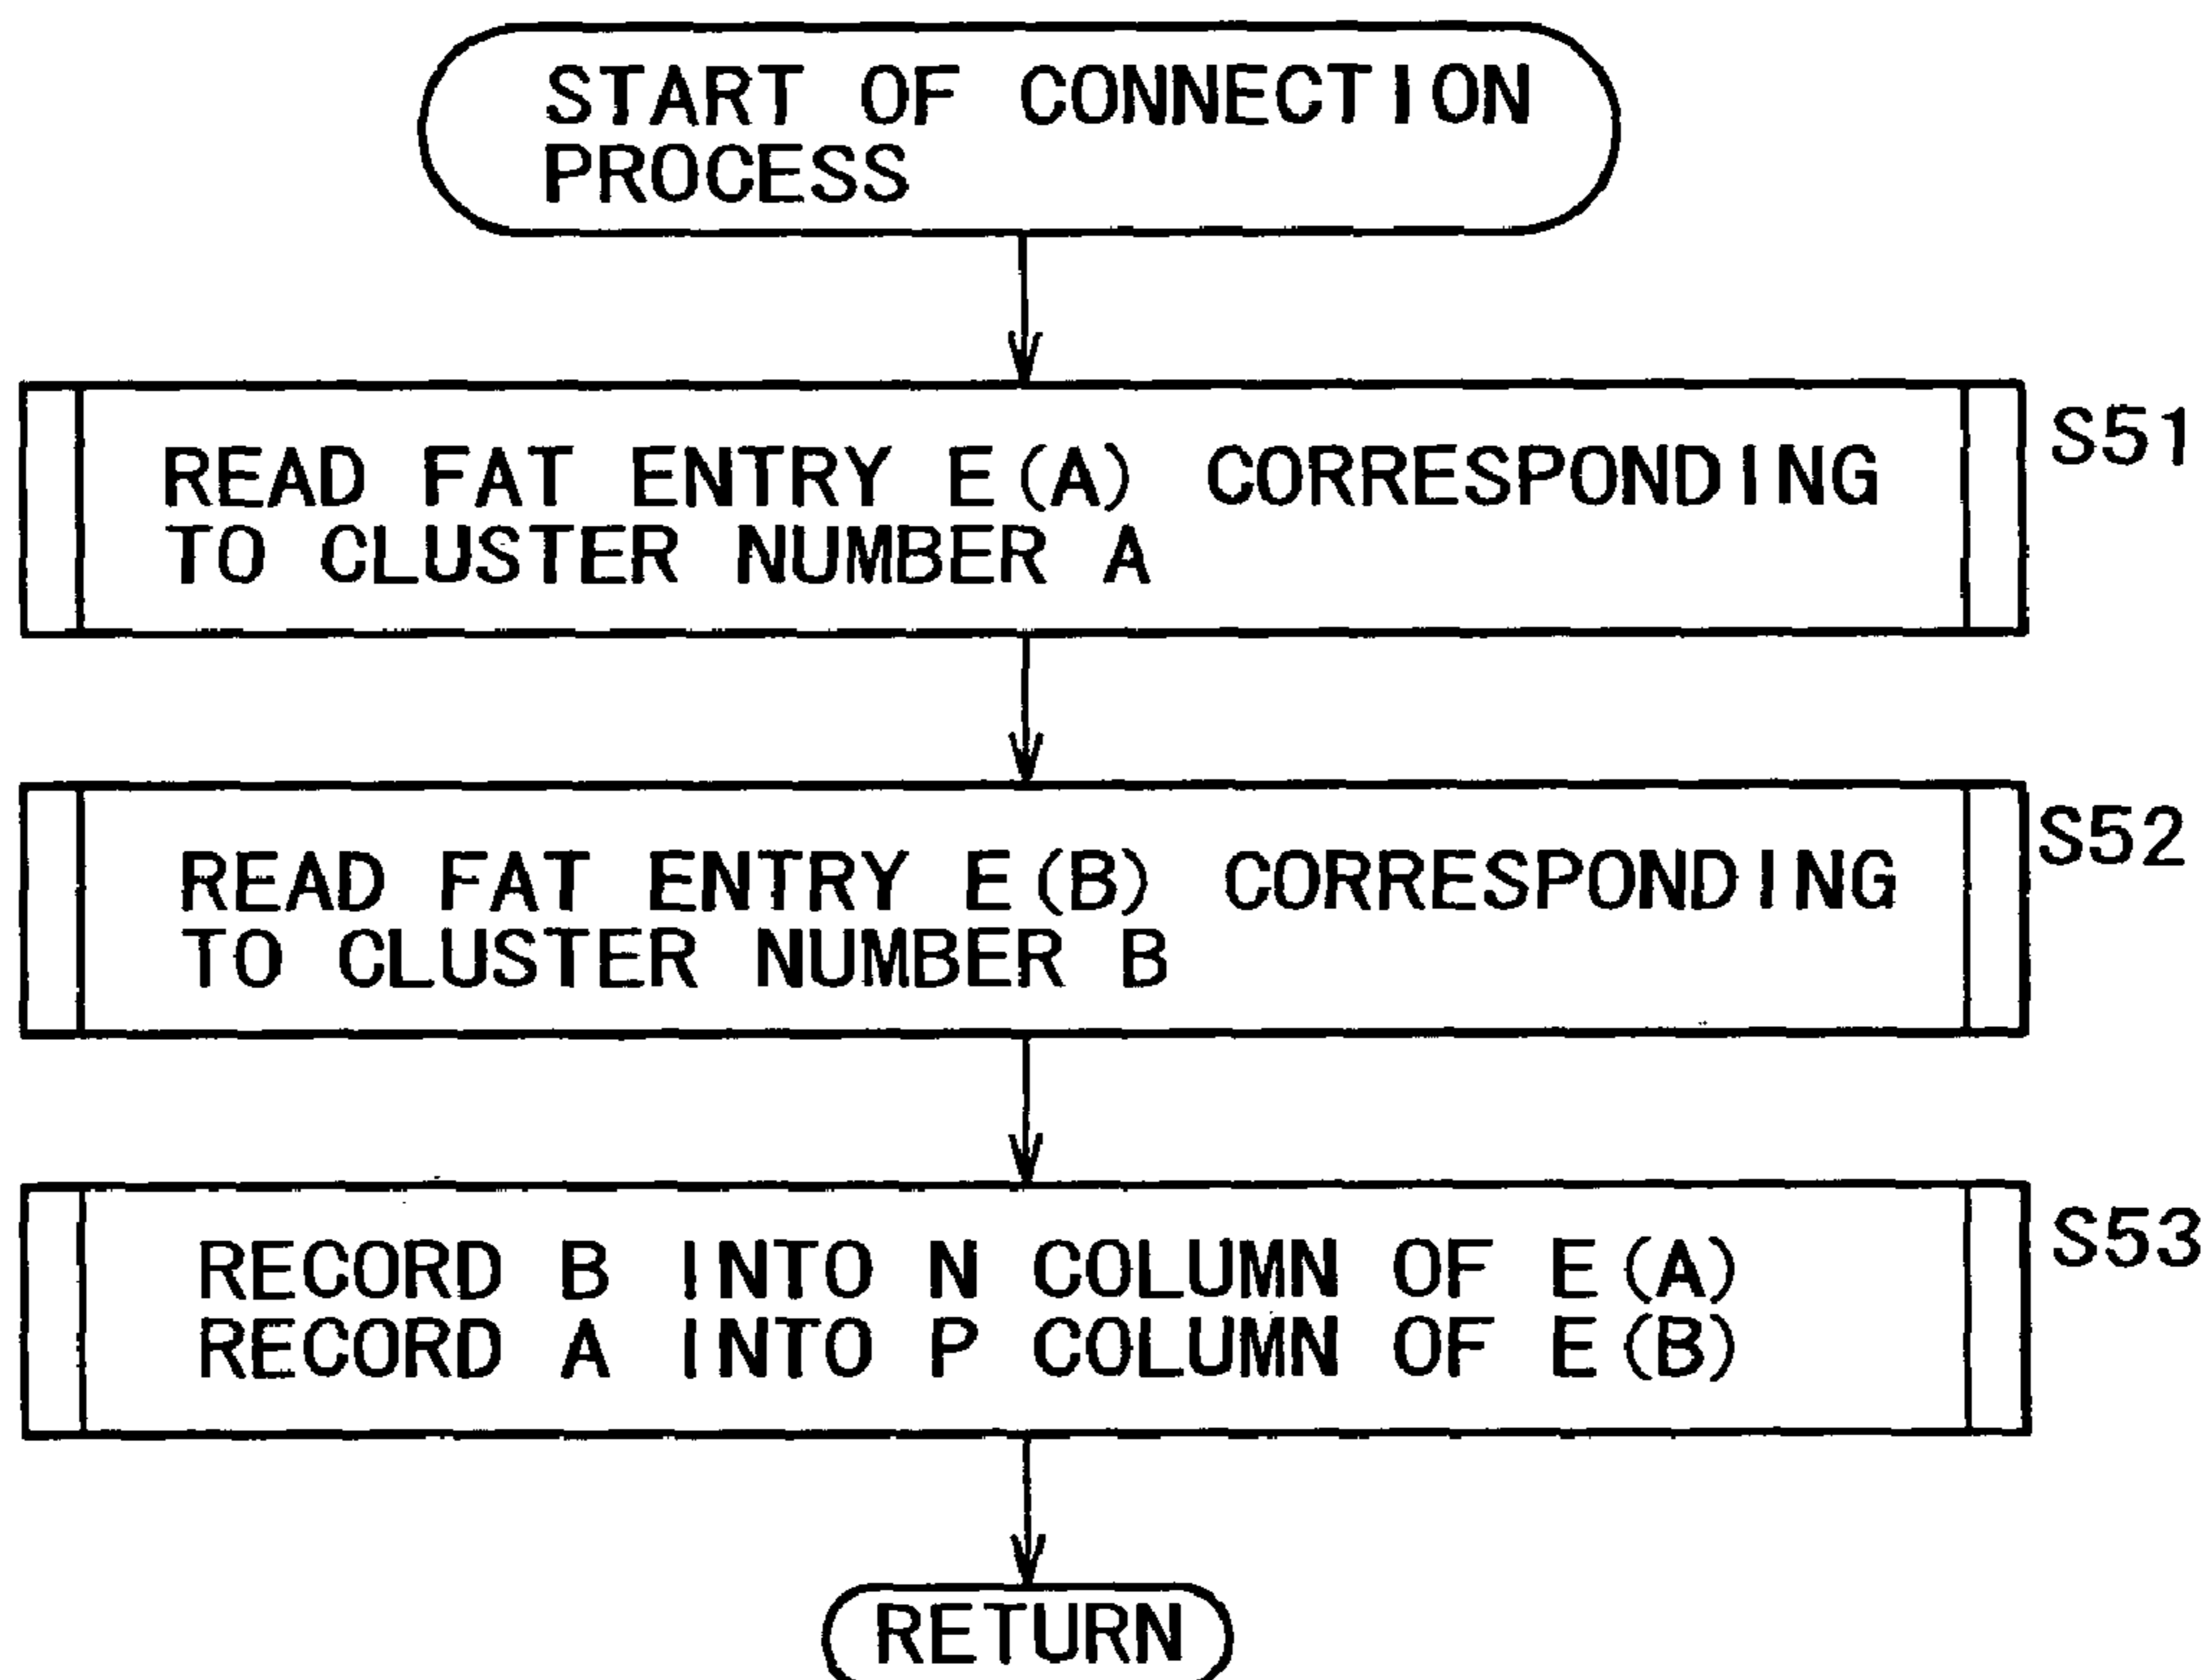 START OF CONNECTION
PROCESS
READ FAT ENTRY E(A) CORRESPONDING
TO CLUSTER NUMBER A
S51
READ FAT ENTRY E(B) CORRESPONDING
TO CLUSTER NUMBER B
S52
RECORD B INTO N COLUMN OF E(A)
RECORD A INTO P COLUMN OF E(B)
S53
RETURN